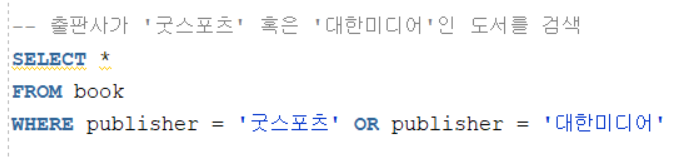 -- 출판사가 '굿스포츠' 혹은 '대한미디어'인 도서를 검색
SELECT *
FROM book
WHERE publisher = '굿스포츠' OR publisher = '대한미디어'